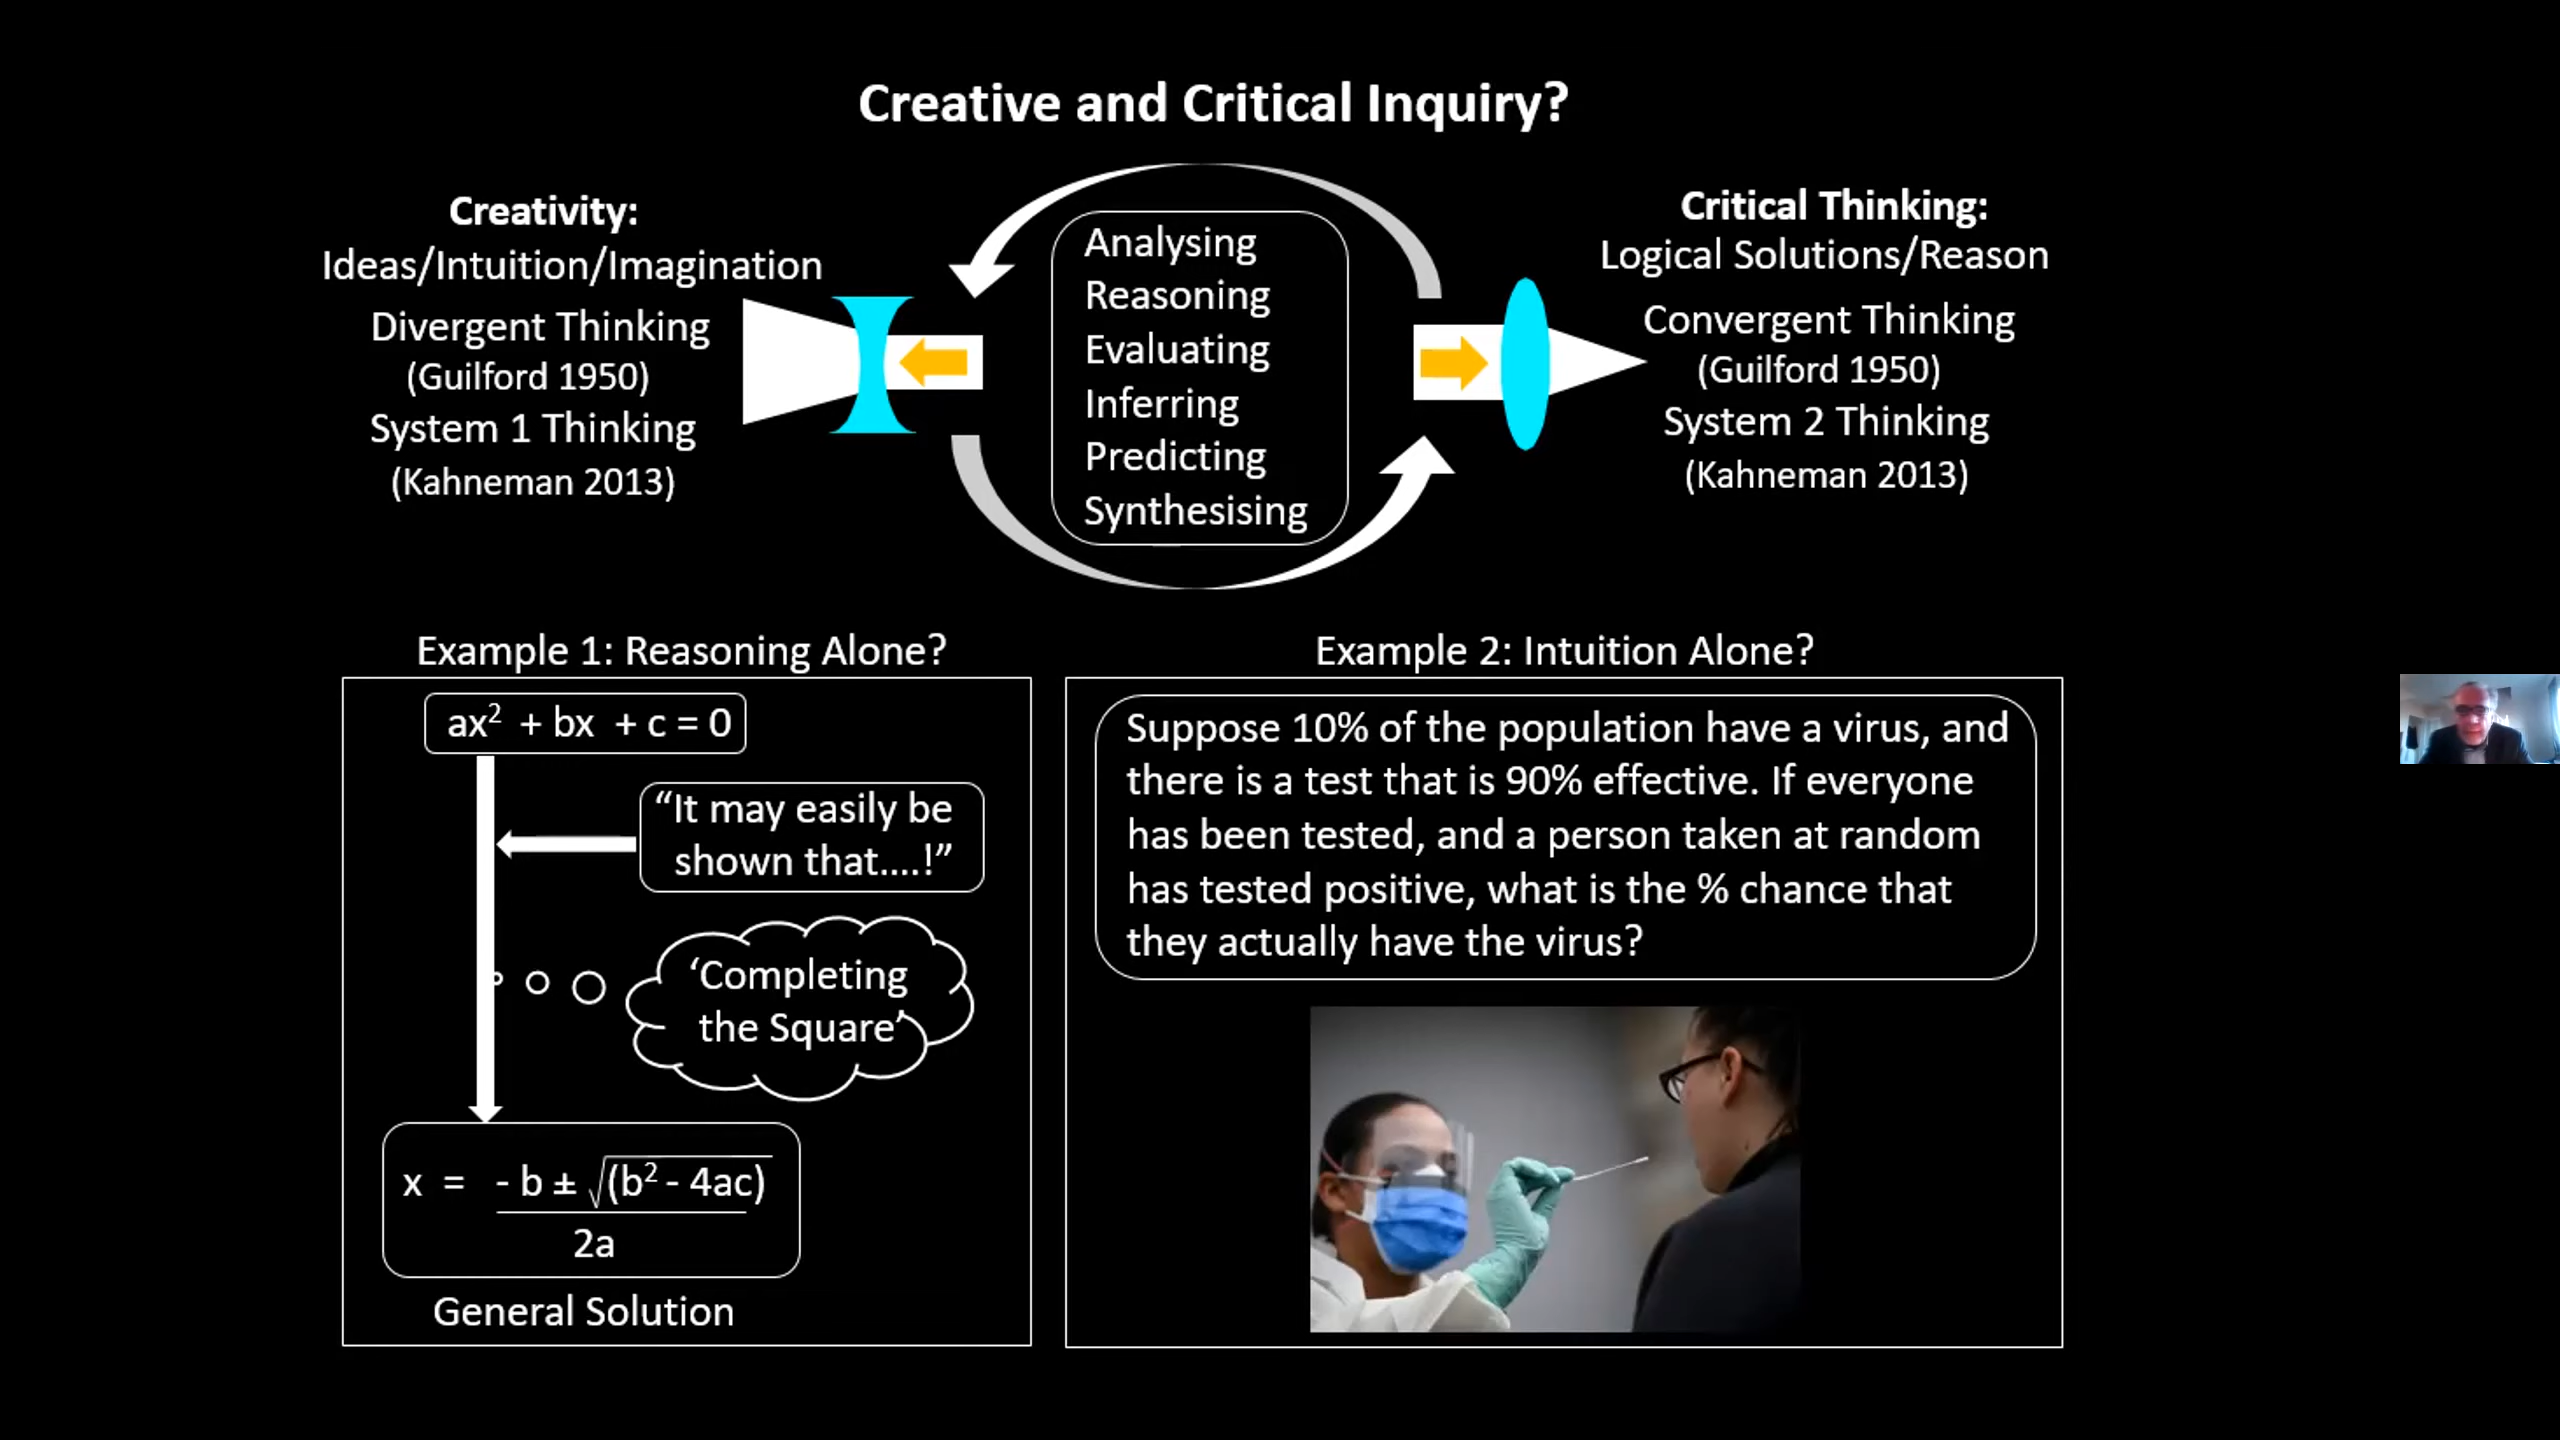 Creative and Critical Inquiry?
Creativity:
Ideas/Intuition/Imagination
Divergent Thinking
(Guilford 1950)
System 1 Thinking
(Kahneman 2013)
Analysing
Reasoning
Evaluating
Inferring
Predicting
Synthesising
Critical Thinking:
Logical Solutions/Reason
Convergent Thinking
(Guilford 1950)
System 2 Thinking
(Kahneman 2013)
Example 1: Reasoning Alone?
ax² + bx + c = 0
“It may easily be
shown that....!”
‘Completing
the Square’
x = - b ± √(b² - 4ac)
2a
General Solution
Example 2: Intuition Alone?
Suppose 10% of the population have a virus, and
there is a test that is 90% effective. If everyone
has been tested, and a person taken at random
has tested positive, what is the % chance that
they actually have the virus?